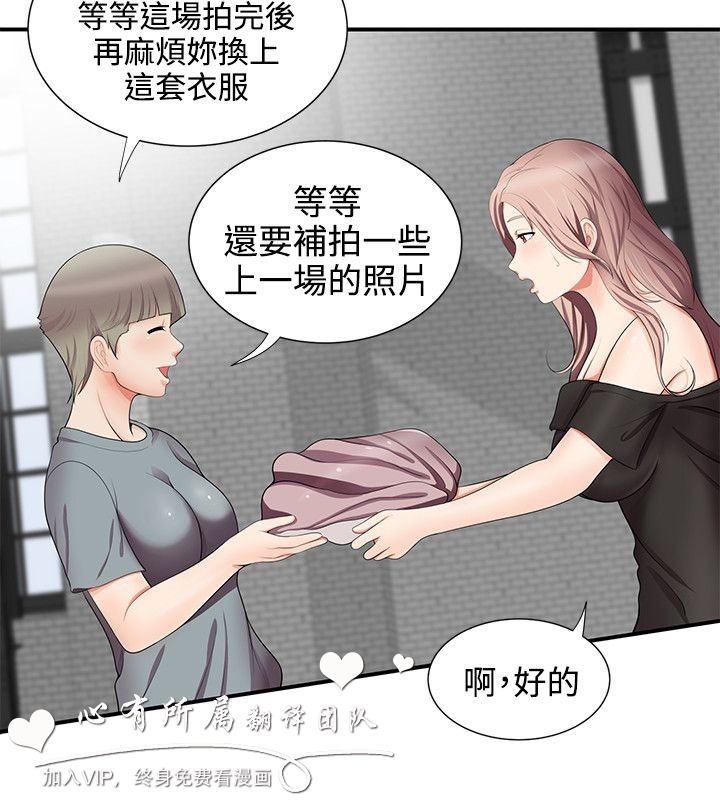 等等這場拍完後
再麻煩妳換上
這套衣服
等等
還要補拍一些
上一場的照片
啊,好的
心有所属翻译团队
加入VIP，终身免费看漫画